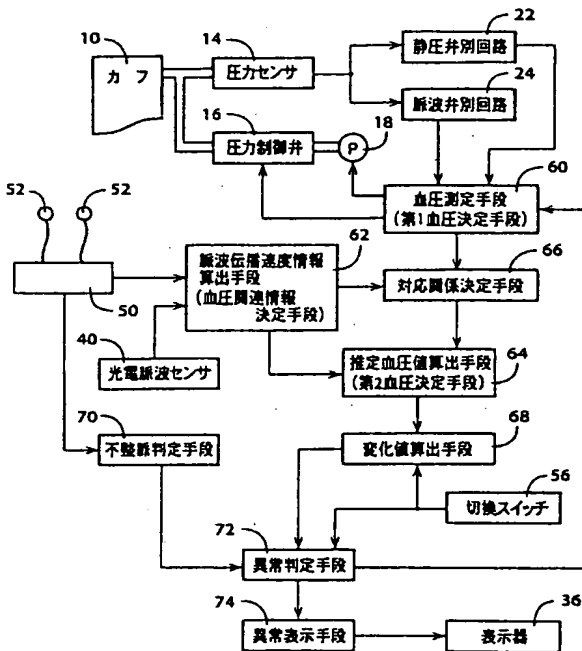 10
カフ
14
圧力センサ
22
静圧弁別回路
24
脈波弁別回路
16
圧力制御弁
18
P
52
52
60
血圧測定手段
(第1血圧決定手段)
62
脈波伝播速度情報
算出手段
(血圧関連情報
決定手段)
66
対応関係決定手段
50
40
光電脈波センサ
推定血圧値算出手段
(第2血圧決定手段)
64
70
不整脈判定手段
68
変化値算出手段
56
切換スイッチ
72
異常判定手段
74
異常表示手段
36
表示器